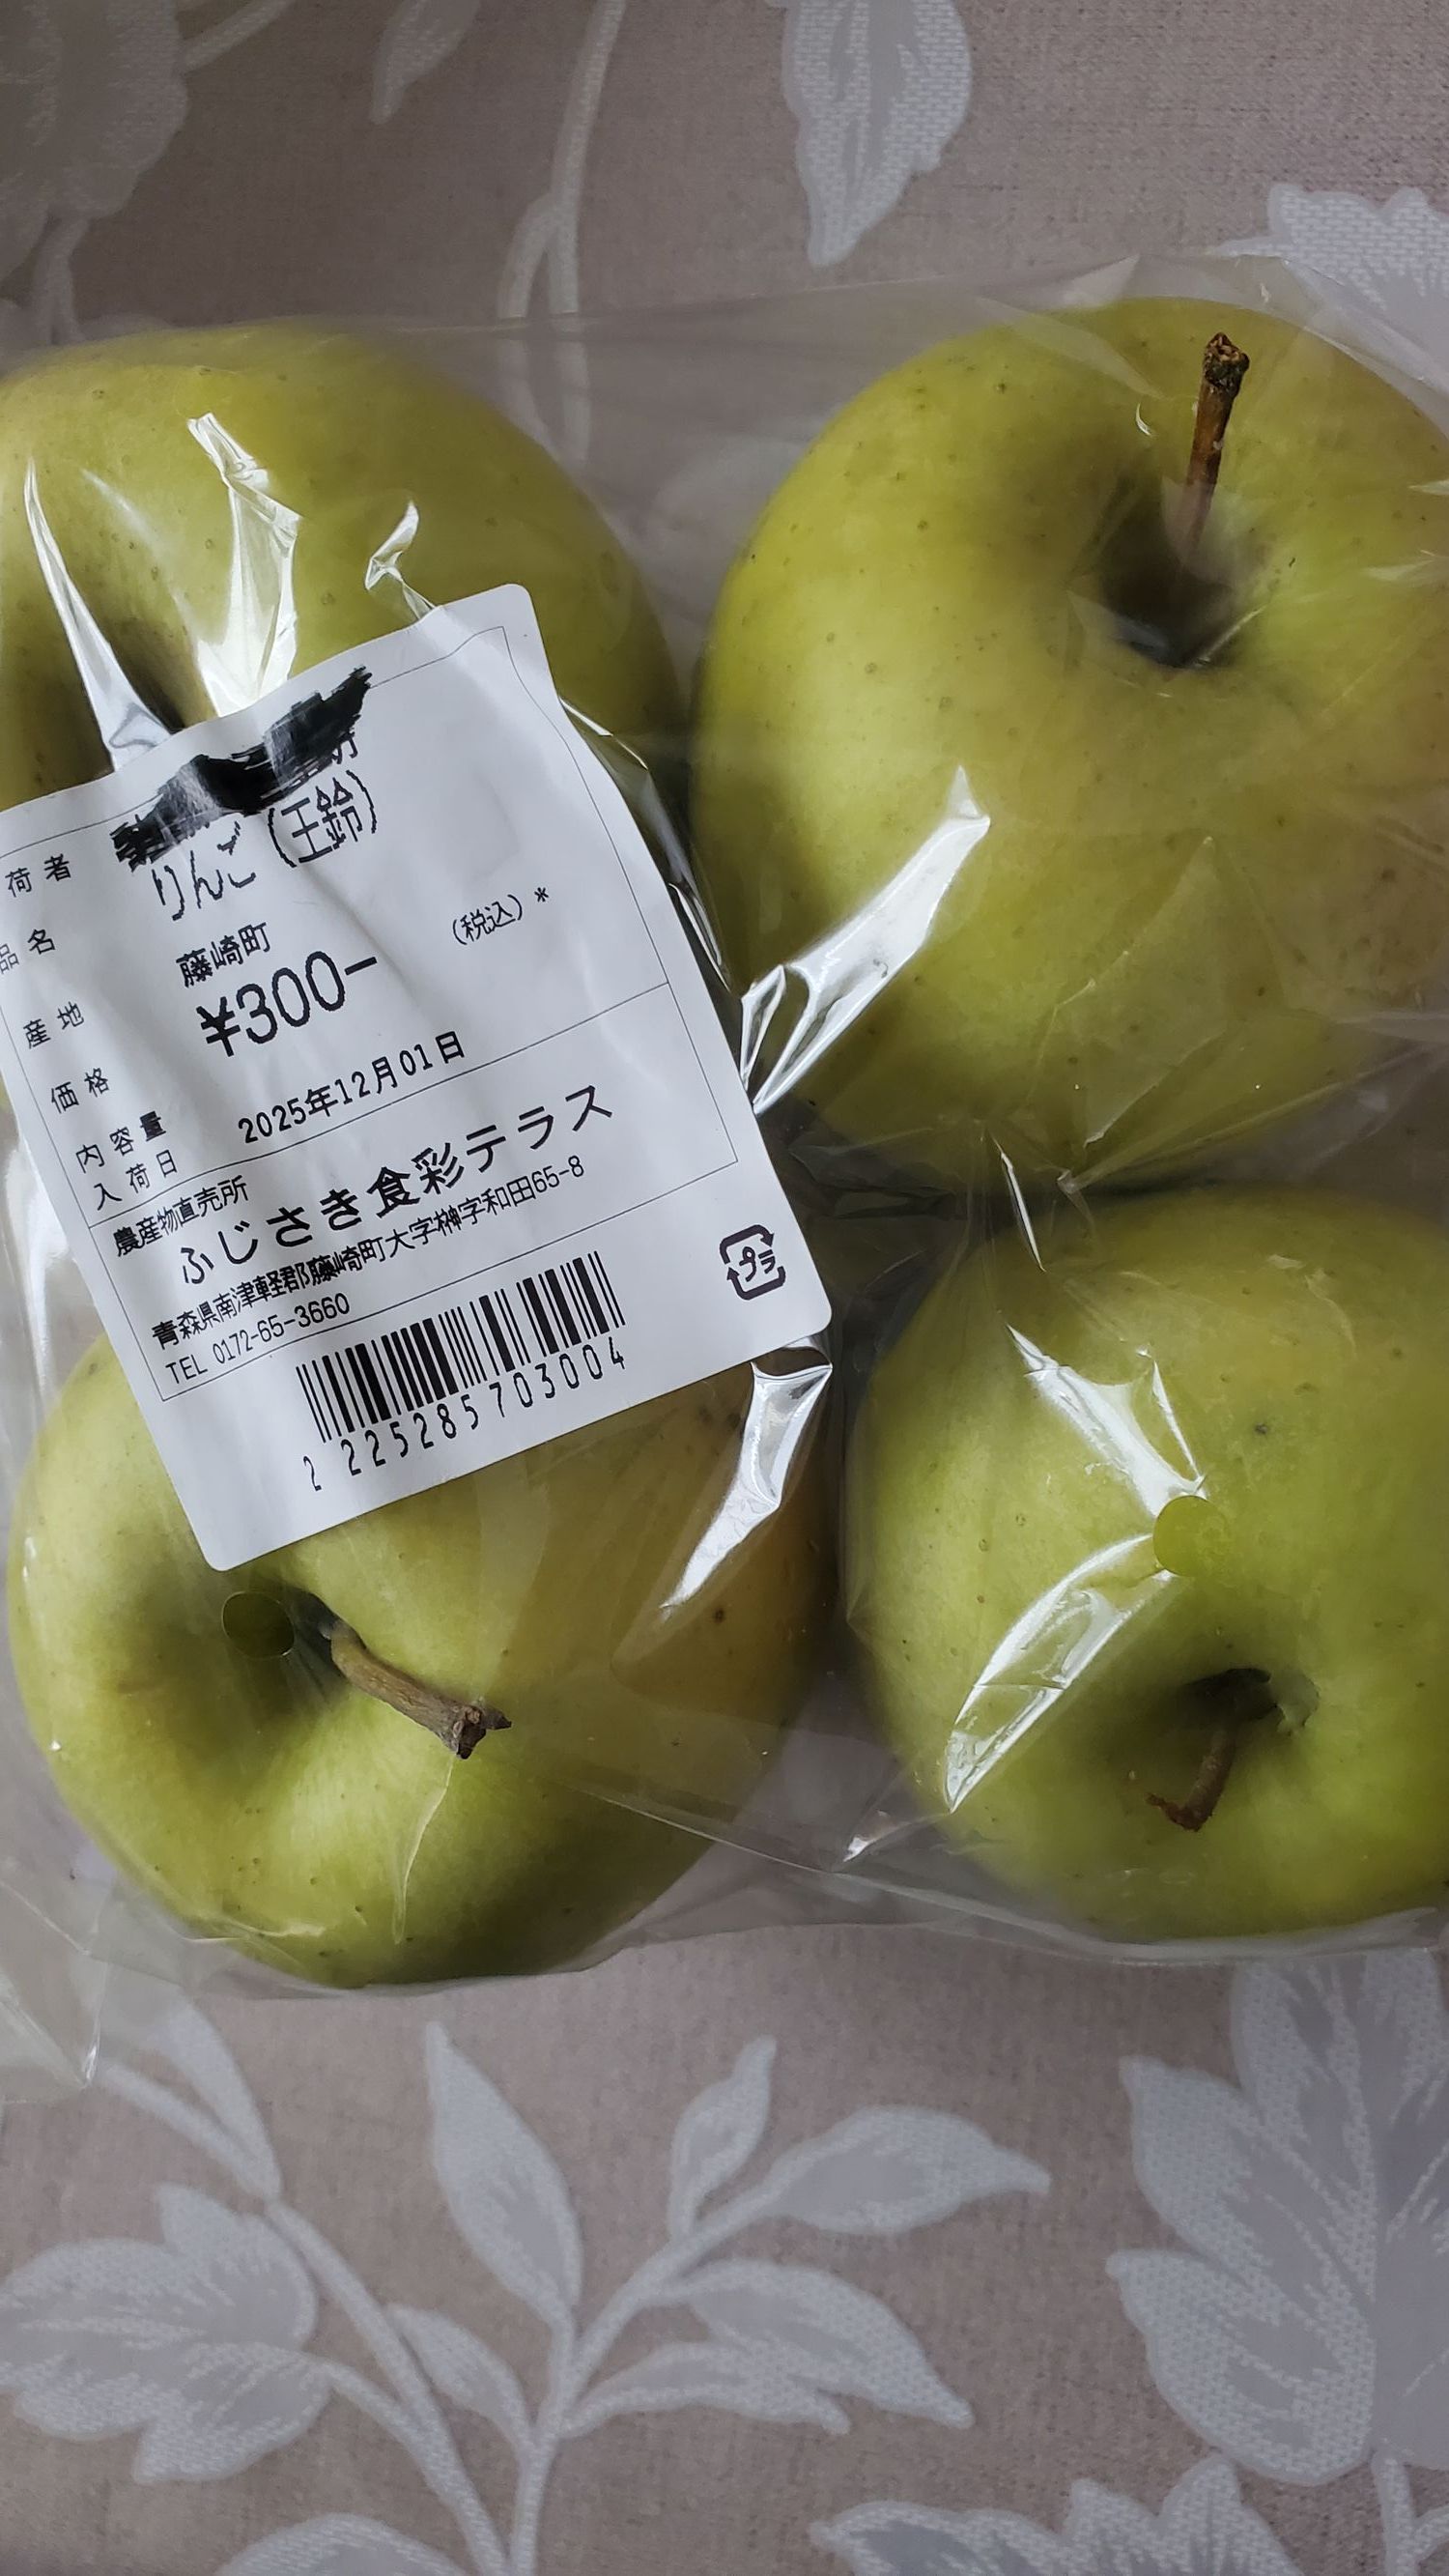 荷者
りんご(王鈴)
品名
藤崎町
産地
¥300- (税込)*
価格
内容量
入荷日 2025年12月01日
農産物直売所
ふじさき食彩テラス
青森県南津軽郡藤崎町大字榊字和田65-8
TEL 0172-65-3660
プラ
2 225285 703004